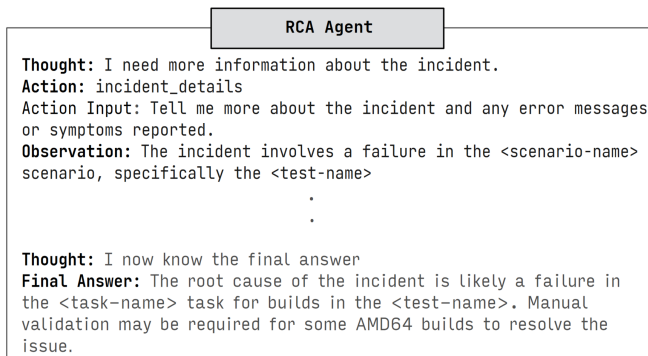 RCA Agent
Thought: I need more information about the incident.
Action: incident_details
Action Input: Tell me more about the incident and any error messages
or symptoms reported.
Observation: The incident involves a failure in the <scenario-name>
scenario, specifically the <test-name>
.
.
Thought: I now know the final answer
Final Answer: The root cause of the incident is likely a failure in
the <task-name> task for builds in the <test-name>. Manual
validation may be required for some AMD64 builds to resolve the
issue.